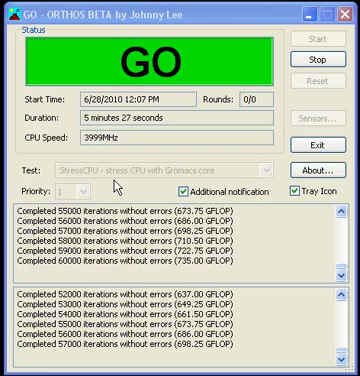 GO - ORTHOS BETA by Johnny Lee
Status
GO
Start
Stop
Reset
Start Time: 6/28/2010 12:07 PM Rounds: 0/0
Duration: 5 minutes 27 seconds
Sensors...
CPU Speed: 3999MHz
Exit
Test: StressCPU - stress CPU with Gromacs core
About...
Priority: 1 Additional notification Tray Icon
Completed 55000 iterations without errors (673.75 GFLOP)
Completed 56000 iterations without errors (686.00 GFLOP)
Completed 57000 iterations without errors (698.25 GFLOP)
Completed 58000 iterations without errors (710.50 GFLOP)
Completed 59000 iterations without errors (722.75 GFLOP)
Completed 60000 iterations without errors (735.00 GFLOP)
Completed 52000 iterations without errors (637.00 GFLOP)
Completed 53000 iterations without errors (649.25 GFLOP)
Completed 54000 iterations without errors (661.50 GFLOP)
Completed 55000 iterations without errors (673.75 GFLOP)
Completed 56000 iterations without errors (686.00 GFLOP)
Completed 57000 iterations without errors (698.25 GFLOP)